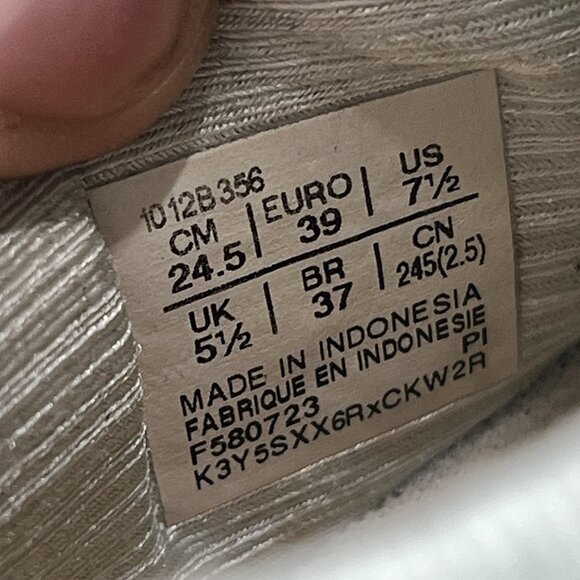 1012B356
CM 24.5 | EURO 39 | US 7½
UK 5½ | BR 37 | CN 245(2.5)
MADE IN INDONESIA
FABRIQUE EN INDONESIE
PI
F580723
K3Y5SXX6RxCKW2R